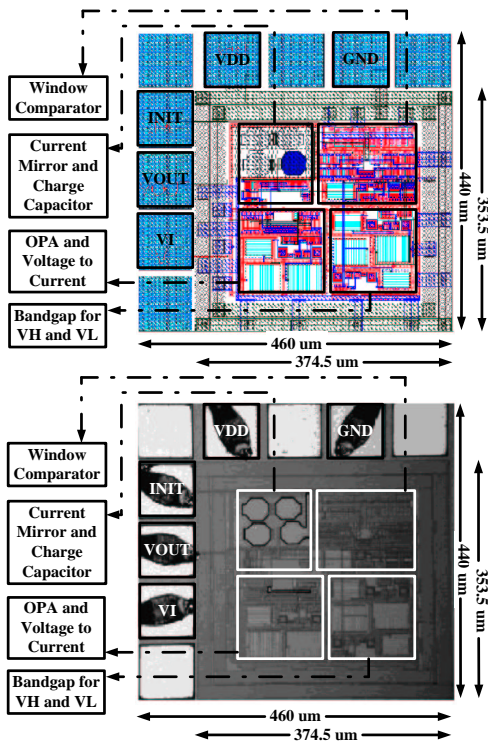 VDD
GND
Window
Comparator
INIT
Current
Mirror and
Charge
Capacitor
VOUT
VI
OPA and
Voltage to
Current
Bandgap for
VH and VL
440 um
353.5 um
460 um
374.5 um
VDD
GND
Window
Comparator
INIT
Current
Mirror and
Charge
Capacitor
VOUT
VI
OPA and
Voltage to
Current
Bandgap for
VH and VL
440 um
353.5 um
460 um
374.5 um